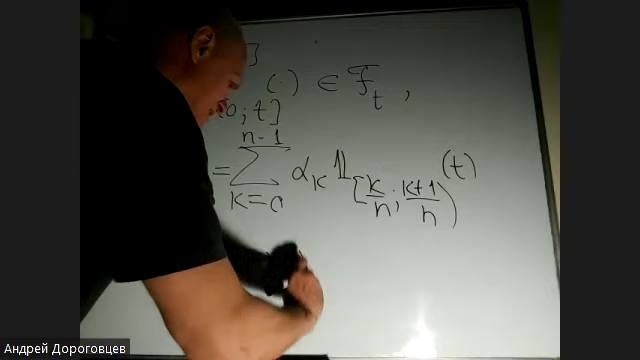 ]
(·) ∈ F_t ,
[0; t]
= ∑_{k=0}^{n-1} α_k 𝟙_{[k/n; k+1/n)} (t)
Андрей Дороговцев